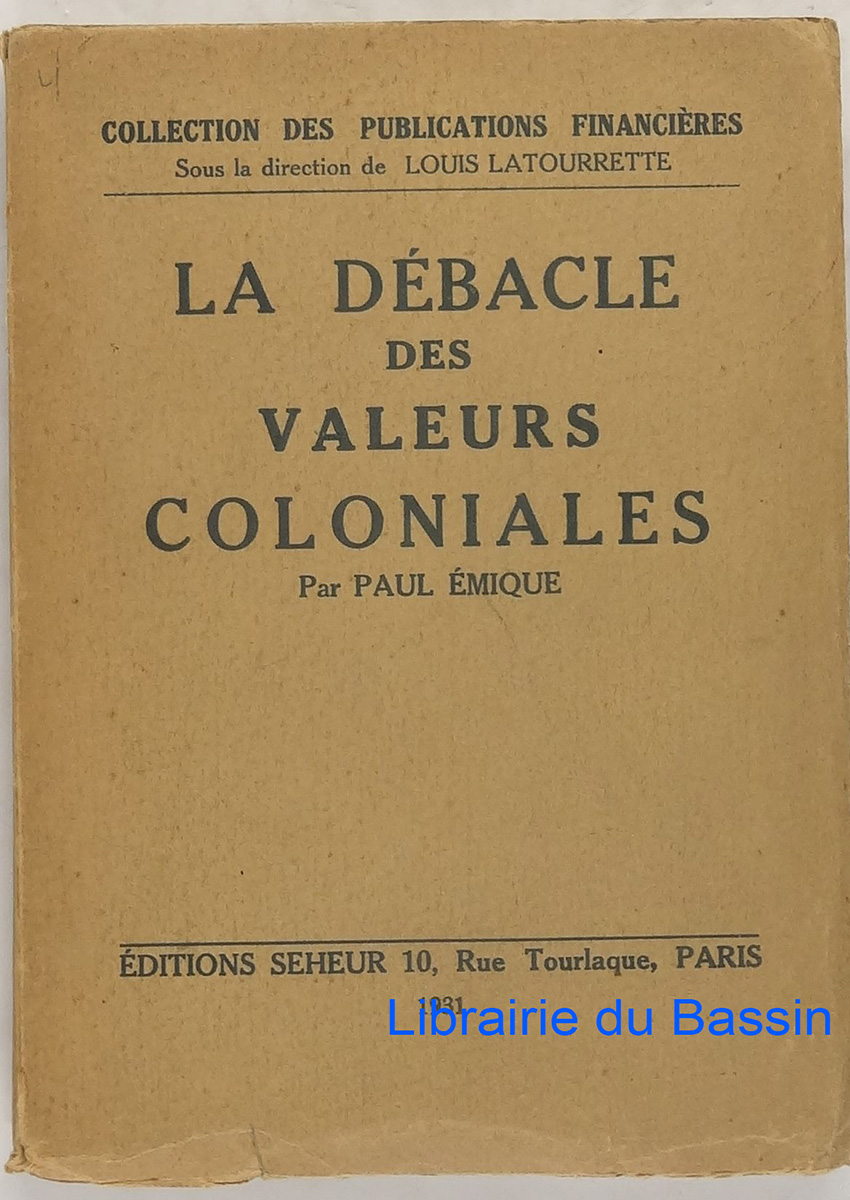 COLLECTION DES PUBLICATIONS FINANCIÈRES
Sous la direction de LOUIS LATOURRETTE
LA DÉBACLE
DES
VALEURS
COLONIALES
Par PAUL ÉMIQUE
ÉDITIONS SEHEUR 10, Rue Tourlaque, PARIS
1931
Librairie du Bassin